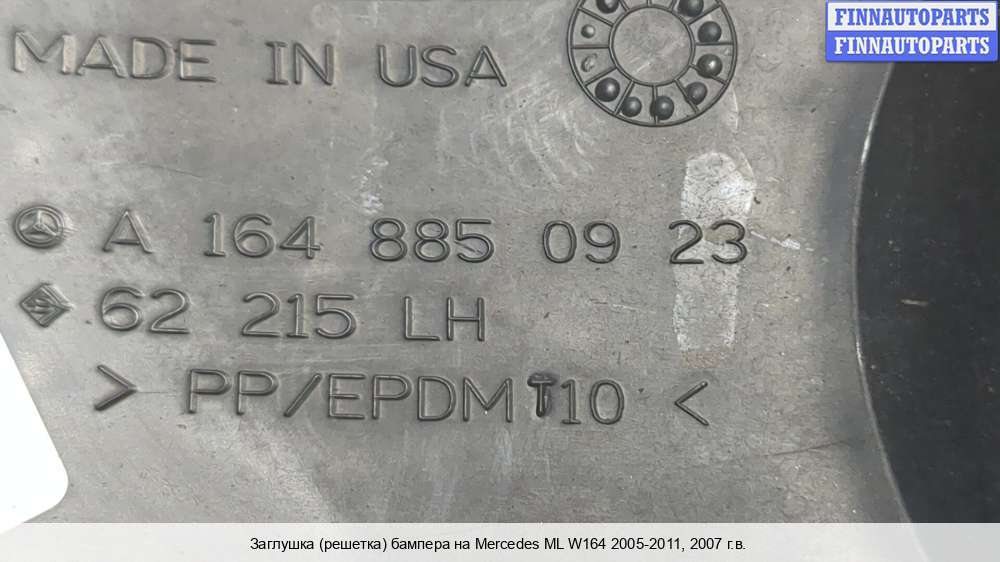 FINNAUTOPARTS
FINNAUTOPARTS
MADE IN USA
A 164 885 09 23
62 215 LH
> PP/EPDM T10 <
Заглушка (решетка) бампера на Mercedes ML W164 2005-2011, 2007 г.в.